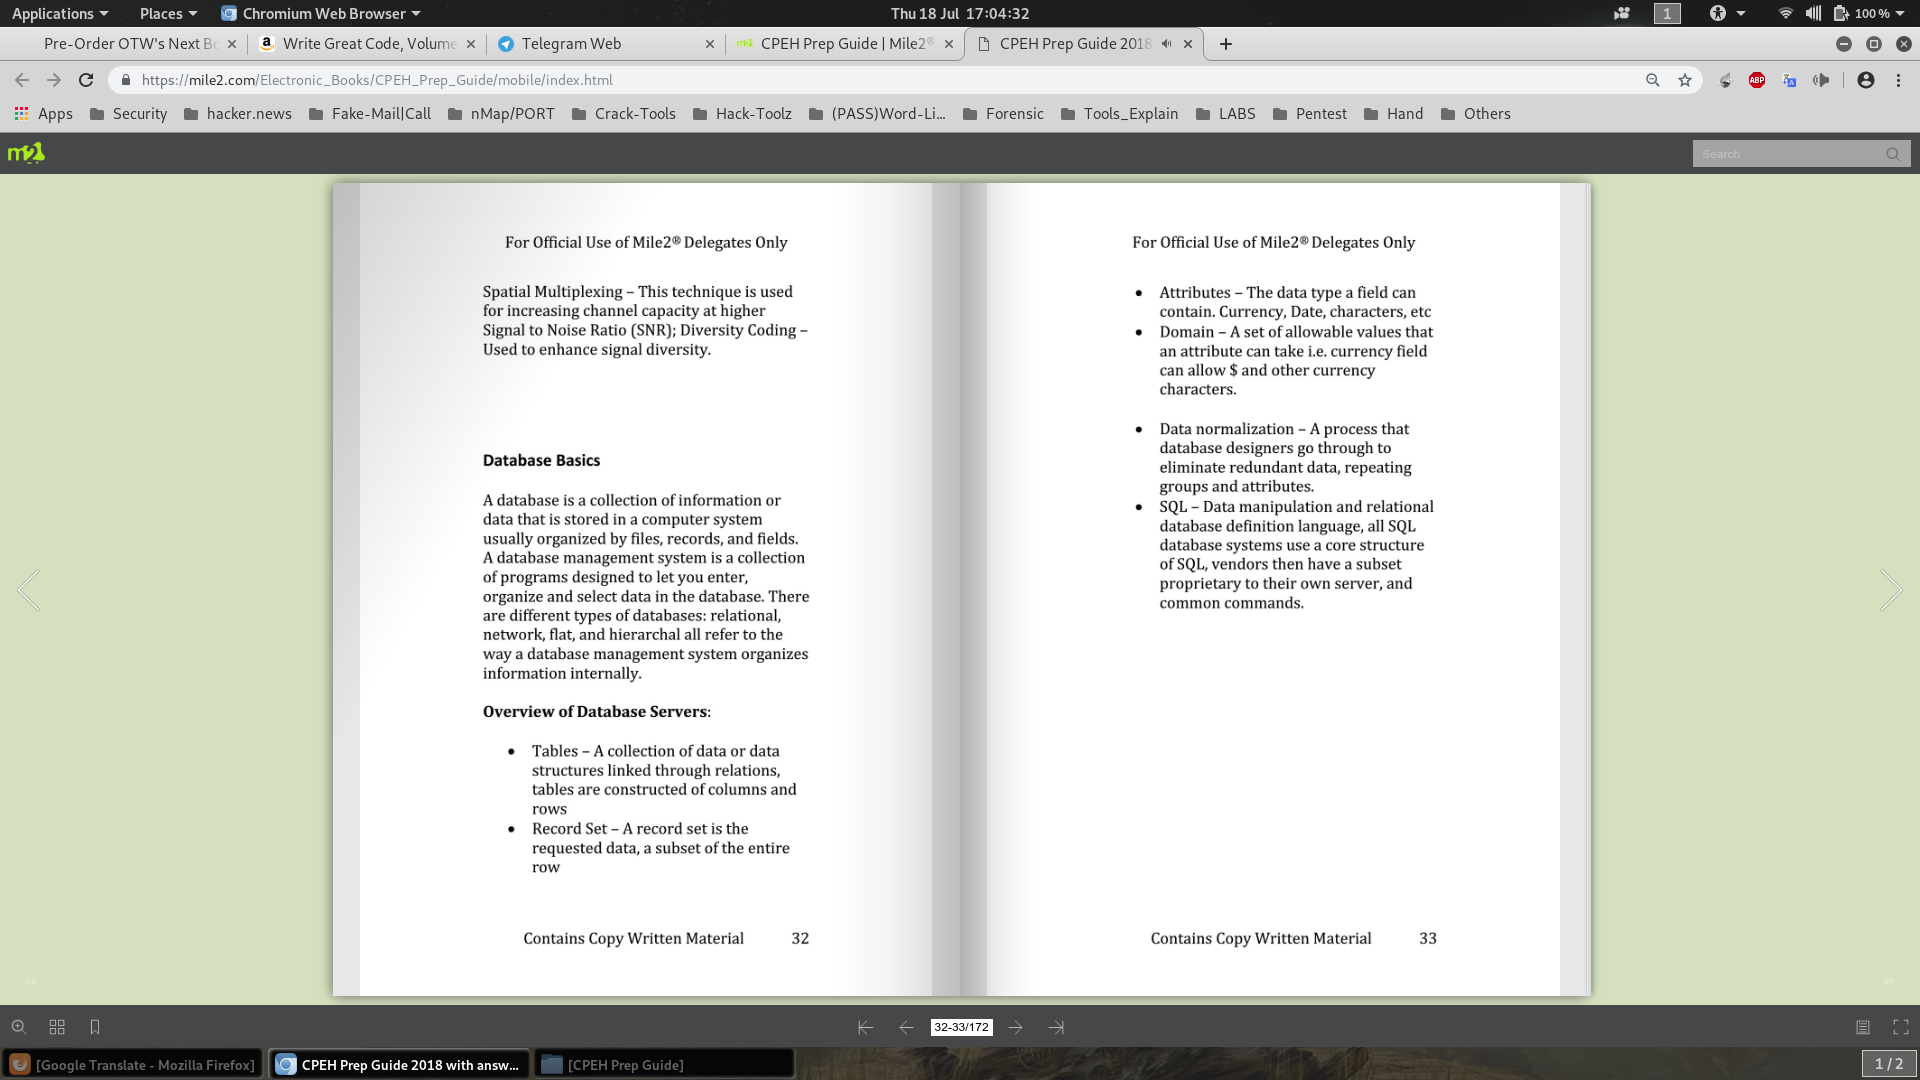 Applications
Places
Chromium Web Browser
Thu 18 Jul 17:04:32
1
100 %
Pre-Order OTW's Next Bo
Write Great Code, Volume
Telegram Web
CPEH Prep Guide | Mile2®
CPEH Prep Guide 2018
https://mile2.com/Electronic_Books/CPEH_Prep_Guide/mobile/index.html
ABP
Apps
Security
hacker.news
Fake-Mail|Call
nMap/PORT
Crack-Tools
Hack-Toolz
(PASS)Word-Li...
Forensic
Tools_Explain
LABS
Pentest
Hand
Others
m2
Search
For Official Use of Mile2® Delegates Only
Spatial Multiplexing – This technique is used
for increasing channel capacity at higher
Signal to Noise Ratio (SNR); Diversity Coding –
Used to enhance signal diversity.
Database Basics
A database is a collection of information or
data that is stored in a computer system
usually organized by files, records, and fields.
A database management system is a collection
of programs designed to let you enter,
organize and select data in the database. There
are different types of databases: relational,
network, flat, and hierarchal all refer to the
way a database management system organizes
information internally.
Overview of Database Servers:
• Tables – A collection of data or data
structures linked through relations,
tables are constructed of columns and
rows
• Record Set – A record set is the
requested data, a subset of the entire
row
Contains Copy Written Material 32
For Official Use of Mile2® Delegates Only
• Attributes – The data type a field can
contain. Currency, Date, characters, etc
• Domain – A set of allowable values that
an attribute can take i.e. currency field
can allow $ and other currency
characters.
• Data normalization – A process that
database designers go through to
eliminate redundant data, repeating
groups and attributes.
• SQL – Data manipulation and relational
database definition language, all SQL
database systems use a core structure
of SQL, vendors then have a subset
proprietary to their own server, and
common commands.
Contains Copy Written Material 33
32-33/172
[Google Translate - Mozilla Firefox]
CPEH Prep Guide 2018 with answ...
[CPEH Prep Guide]
1 / 2